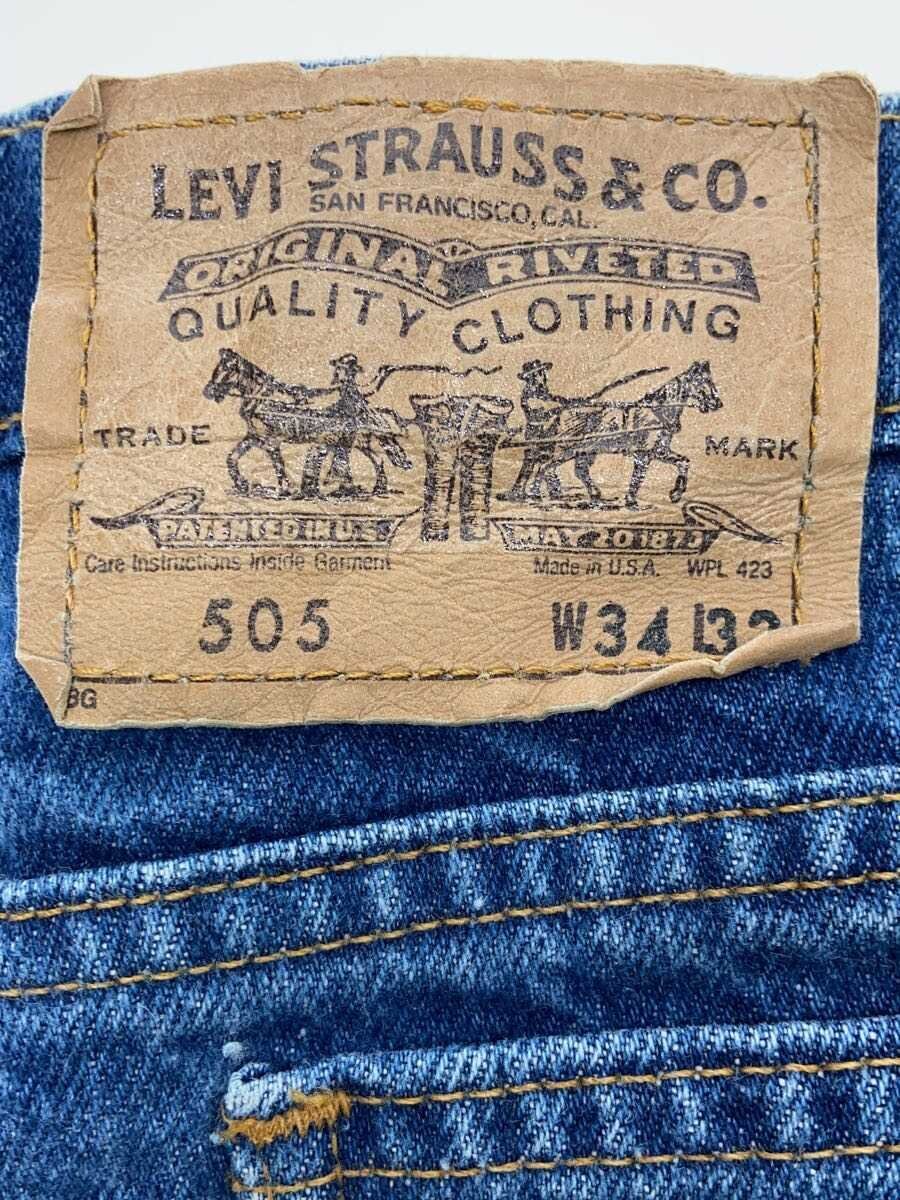 LEVI STRAUSS & CO.
SAN FRANCISCO, CAL.
ORIGINAL RIVETED
QUALITY CLOTHING
TRADE MARK
PATENTED IN U.S. MAY 20 1873
Care Instructions Inside Garment Made in U.S.A. WPL 423
505 W34 L32